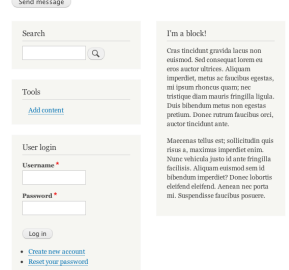 Send message
Search
Tools
Add content
User login
Username *
Password *
Log in
Create new account
Reset your password
I'm a block!
Cras tincidunt gravida lacus non
euismod. Sed consequat lorem eu
eros auctor ultrices. Aliquam
imperdiet, metus ac faucibus egestas,
mi ipsum rhoncus quam; nec
tristique diam mauris fringilla ligula.
Duis bibendum metus non egestas
pretium. Donec rutrum faucibus orci,
auctor tincidunt ante.
Maecenas tellus est; sollicitudin quis
risus a, maximus imperdiet enim.
Nunc vehicula justo id ante fringilla
facilisis. Aliquam euismod sem id
bibendum imperdiet? Donec lobortis
eleifend eleifend. Aenean nec porta
mi. Suspendisse faucibus posuere.